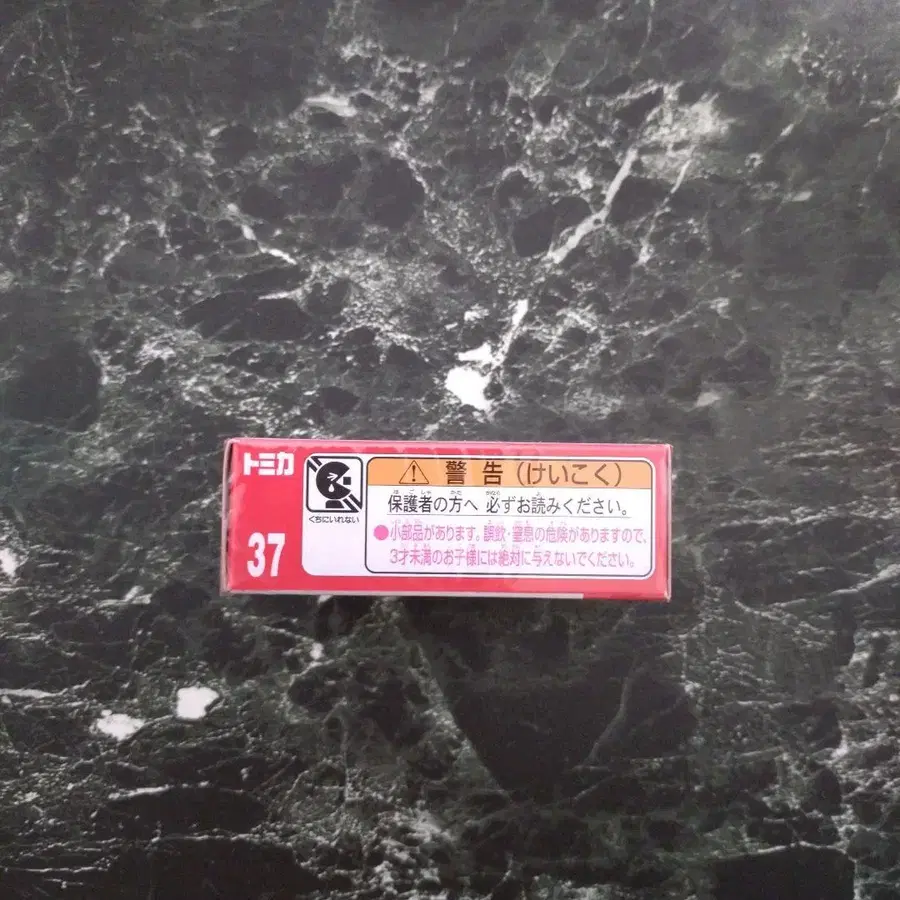 トミカ
37
くちにいれない
警告(けいこく)
保護者の方へ 必ずお読みください。
●小部品があります。誤飲・窒息の危険がありますので、
3才未満のお子様には絶対に与えないでください。